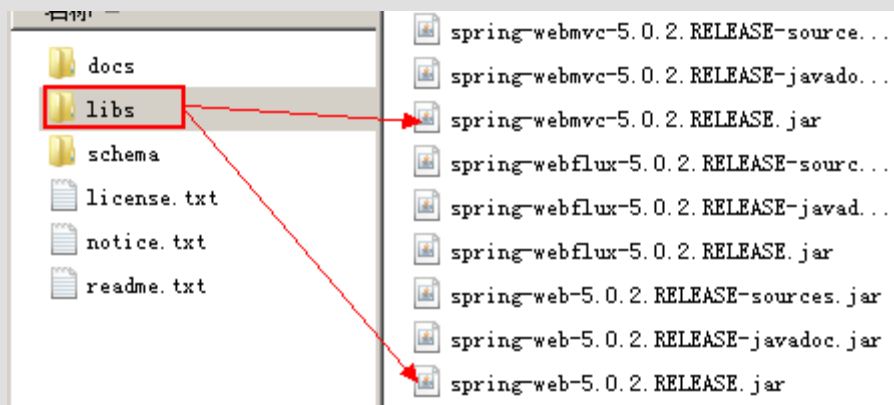 名称
docs
libs
schema
license.txt
notice.txt
readme.txt
spring-webmvc-5.0.2.RELEASE-source...
spring-webmvc-5.0.2.RELEASE-javado...
spring-webmvc-5.0.2.RELEASE.jar
spring-webflux-5.0.2.RELEASE-sourc...
spring-webflux-5.0.2.RELEASE-javad...
spring-webflux-5.0.2.RELEASE.jar
spring-web-5.0.2.RELEASE-sources.jar
spring-web-5.0.2.RELEASE-javadoc.jar
spring-web-5.0.2.RELEASE.jar